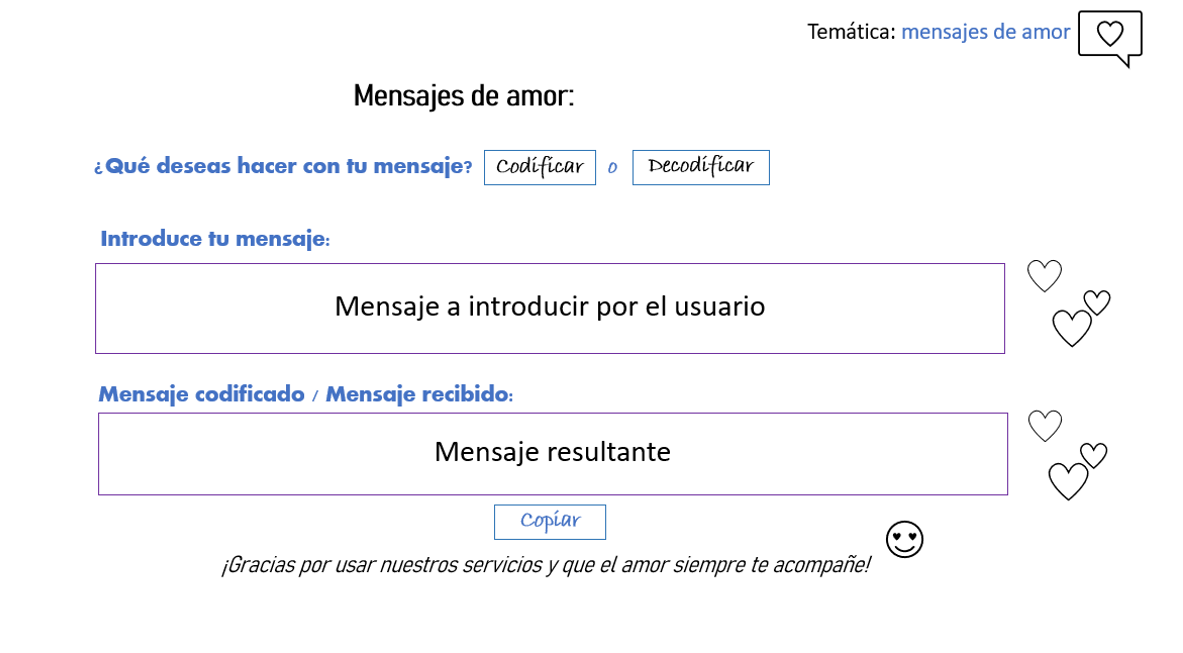 Temática: mensajes de amor
Mensajes de amor:
¿Qué deseas hacer con tu mensaje? Codificar o Decodificar
Introduce tu mensaje:
Mensaje a introducir por el usuario
Mensaje codificado / Mensaje recibido:
Mensaje resultante
Copiar
¡Gracias por usar nuestros servicios y que el amor siempre te acompañe!